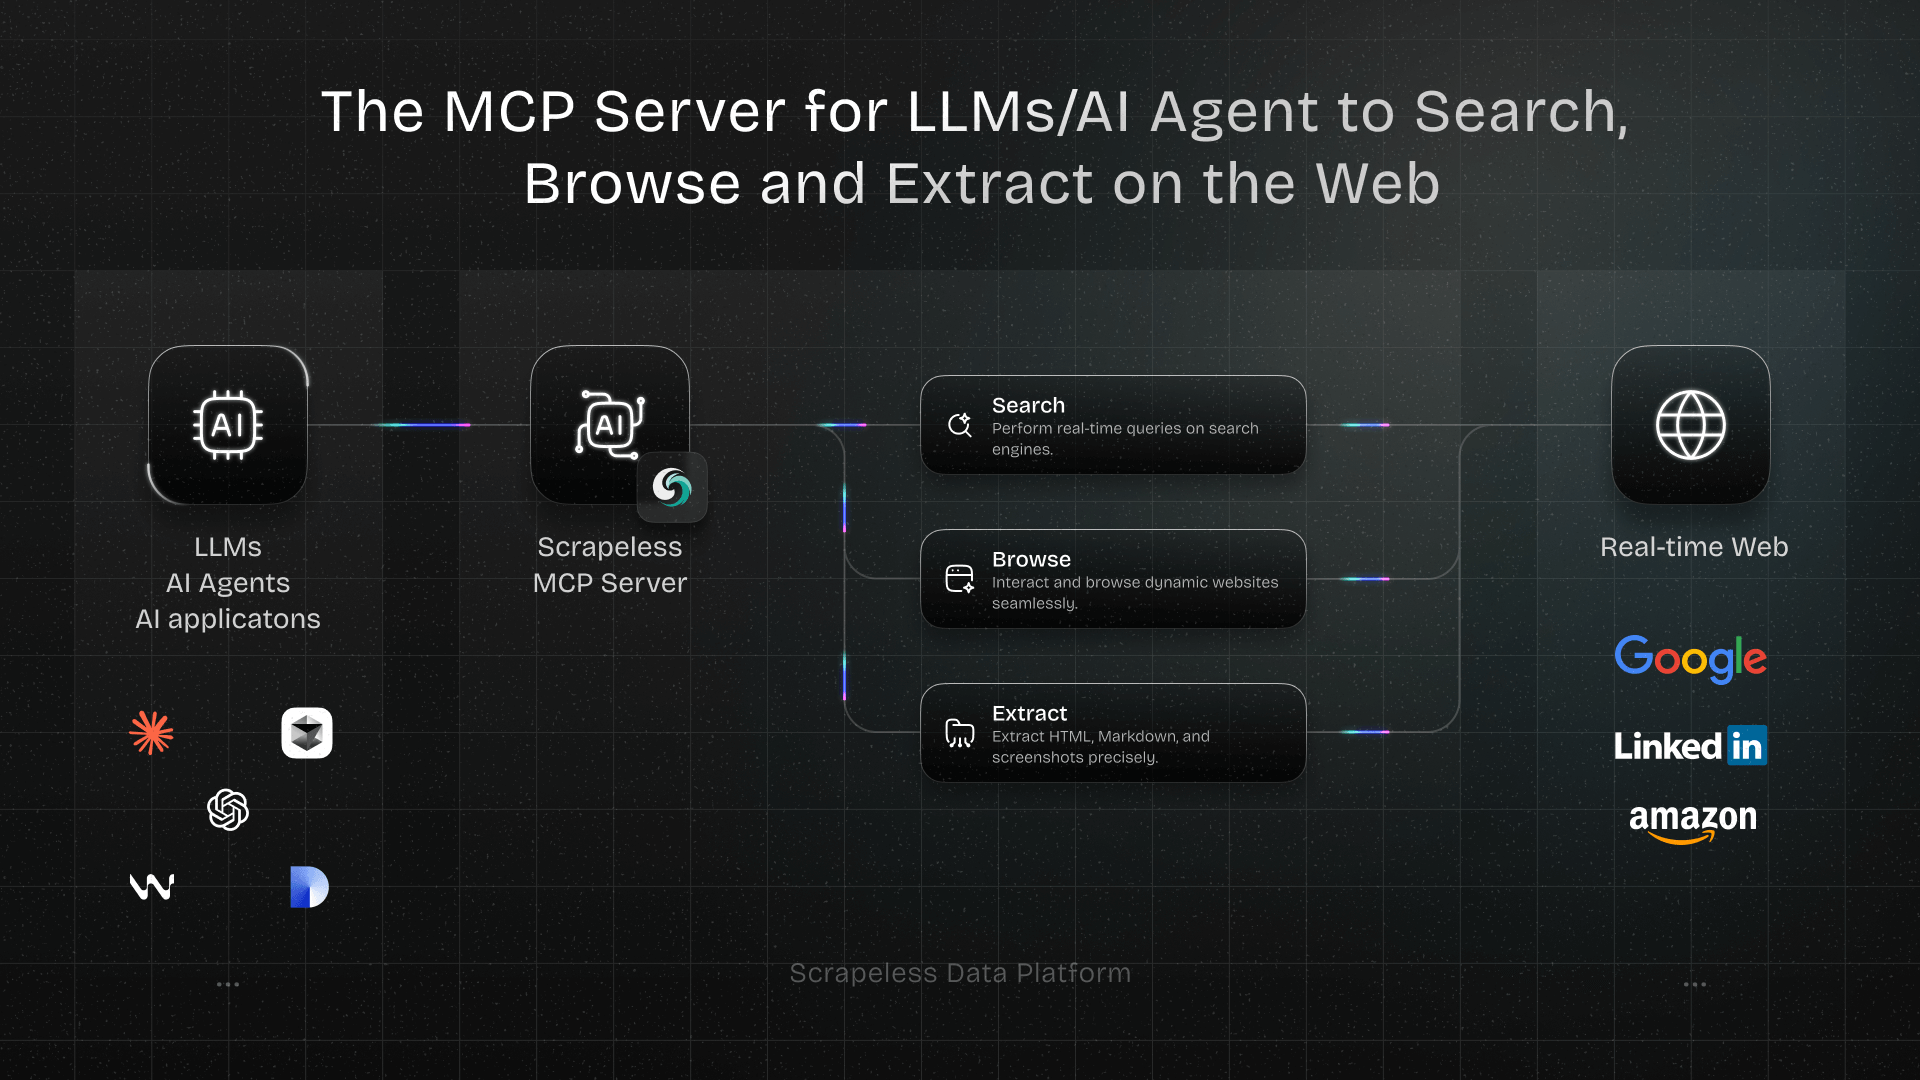 The MCP Server for LLMs/AI Agent to Search,
Browse and Extract on the Web
AI
LLMs
AI Agents
AI applicatons
AI
Scrapeless
MCP Server
Search
Perform real-time queries on search
engines.
Browse
Interact and browse dynamic websites
seamlessly.
Extract
Extract HTML, Markdown, and
screenshots precisely.
Real-time Web
Google
Linked in
amazon
...
Scrapeless Data Platform
...